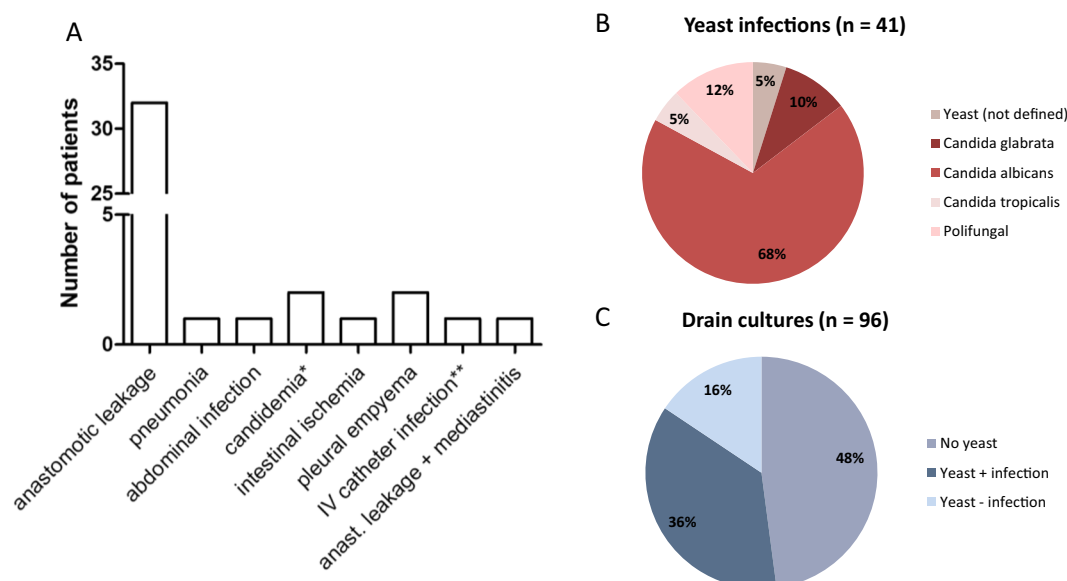 A
Number of patients
35
30
25
5
0
anastomotic leakage
pneumonia
abdominal infection
candidemia*
intestinal ischemia
pleural empyema
IV catheter infection**
anast. leakage + mediastinitis
B
Yeast infections (n = 41)
5%
10%
68%
5%
12%
Yeast (not defined)
Candida glabrata
Candida albicans
Candida tropicalis
Polifungal
C
Drain cultures (n = 96)
16%
48%
36%
No yeast
Yeast + infection
Yeast - infection